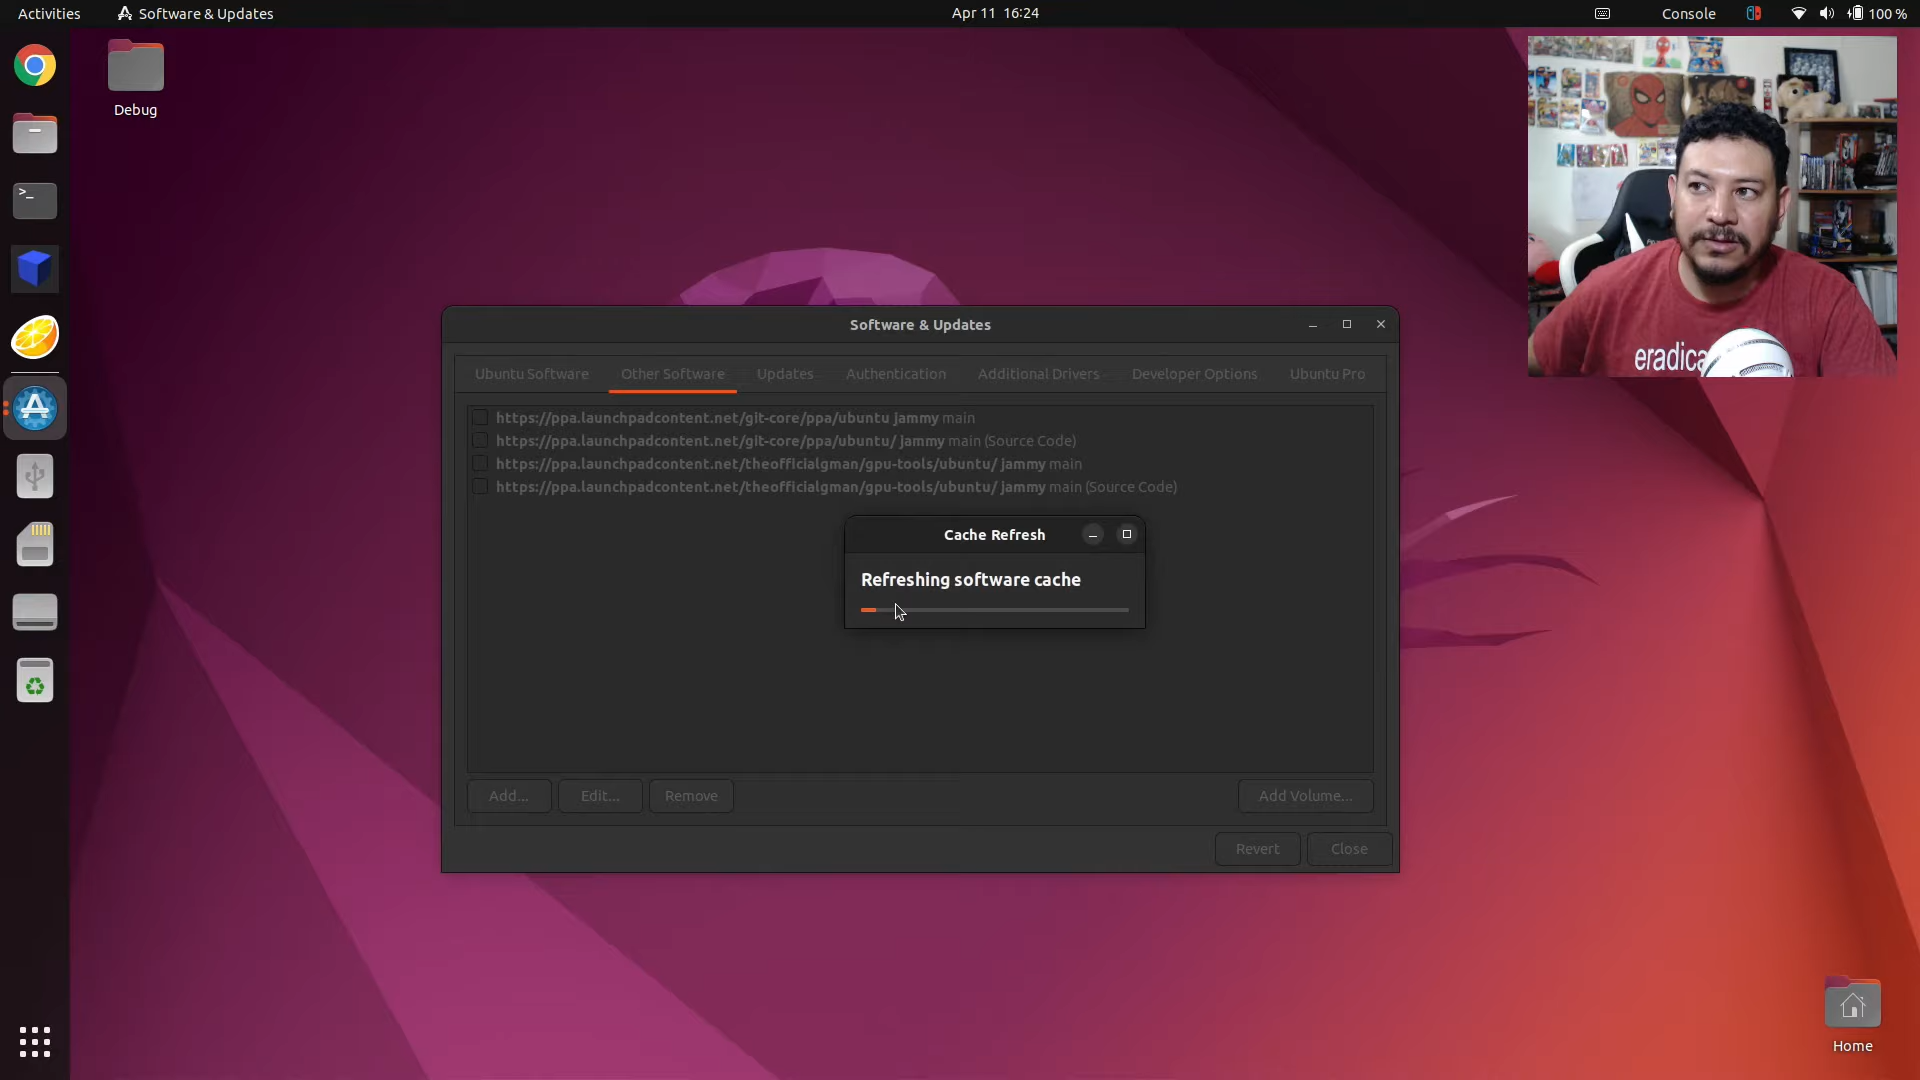 Activities
Software & Updates
Apr 11 16:24
Console
100 %
Debug
Software & Updates
Ubuntu Software
Other Software
Updates
Authentication
Additional Drivers
Developer Options
Ubuntu Pro
https://ppa.launchpadcontent.net/git-core/ppa/ubuntu jammy main
https://ppa.launchpadcontent.net/git-core/ppa/ubuntu/ jammy main (Source Code)
https://ppa.launchpadcontent.net/theofficialgman/gpu-tools/ubuntu/ jammy main
https://ppa.launchpadcontent.net/theofficialgman/gpu-tools/ubuntu/ jammy main (Source Code)
Cache Refresh
Refreshing software cache
Add...
Edit...
Remove
Add Volume...
Revert
Close
Home